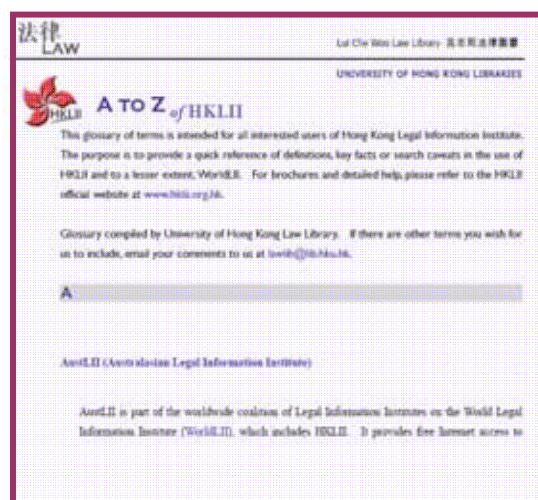 法律
LAW
Lui Che Woo Law Library
UNIVERSITY OF HONG KONG LIBRARIES
HKLII
A TO Z of HKLII
This glossary of terms is intended for all interested users of Hong Kong Legal Information Institute.
The purpose is to provide a quick reference of definitions, key facts or search caveats in the use of
HKLII and to a lesser extent, WorldLII. For brochures and detailed help, please refer to the HKLII
official website at www.hklii.org.hk.
Glossary compiled by University of Hong Kong Law Library. If there are other terms you wish for
us to include, email your comments to us at lawlib@lib.hku.hk.
A
AustLII (Australasian Legal Information Institute)
AustLII is part of the worldwide coalition of Legal Information Institutes on the World Legal
Information Institute (WorldLII), which includes HKLII. It provides free Internet access to